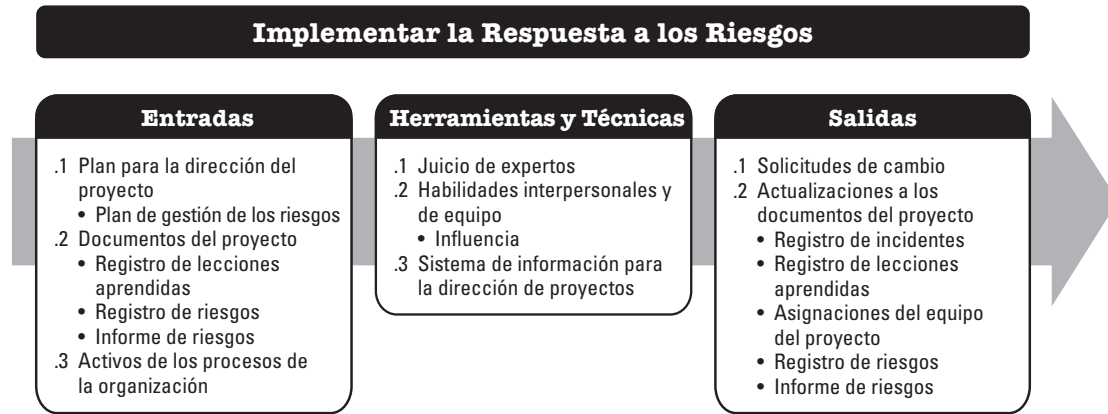 Implementar la Respuesta a los Riesgos
Entradas
.1 Plan para la dirección del
proyecto
• Plan de gestión de los riesgos
.2 Documentos del proyecto
• Registro de lecciones
aprendidas
• Registro de riesgos
• Informe de riesgos
.3 Activos de los procesos de
la organización
Herramientas y Técnicas
.1 Juicio de expertos
.2 Habilidades interpersonales y
de equipo
• Influencia
.3 Sistema de información para
la dirección de proyectos
Salidas
.1 Solicitudes de cambio
.2 Actualizaciones a los
documentos del proyecto
• Registro de incidentes
• Registro de lecciones
aprendidas
• Asignaciones del equipo
del proyecto
• Registro de riesgos
• Informe de riesgos